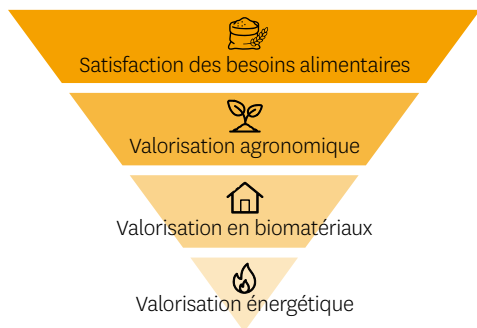 Satisfaction des besoins alimentaires
Valorisation agronomique
Valorisation en biomatériaux
Valorisation énergétique